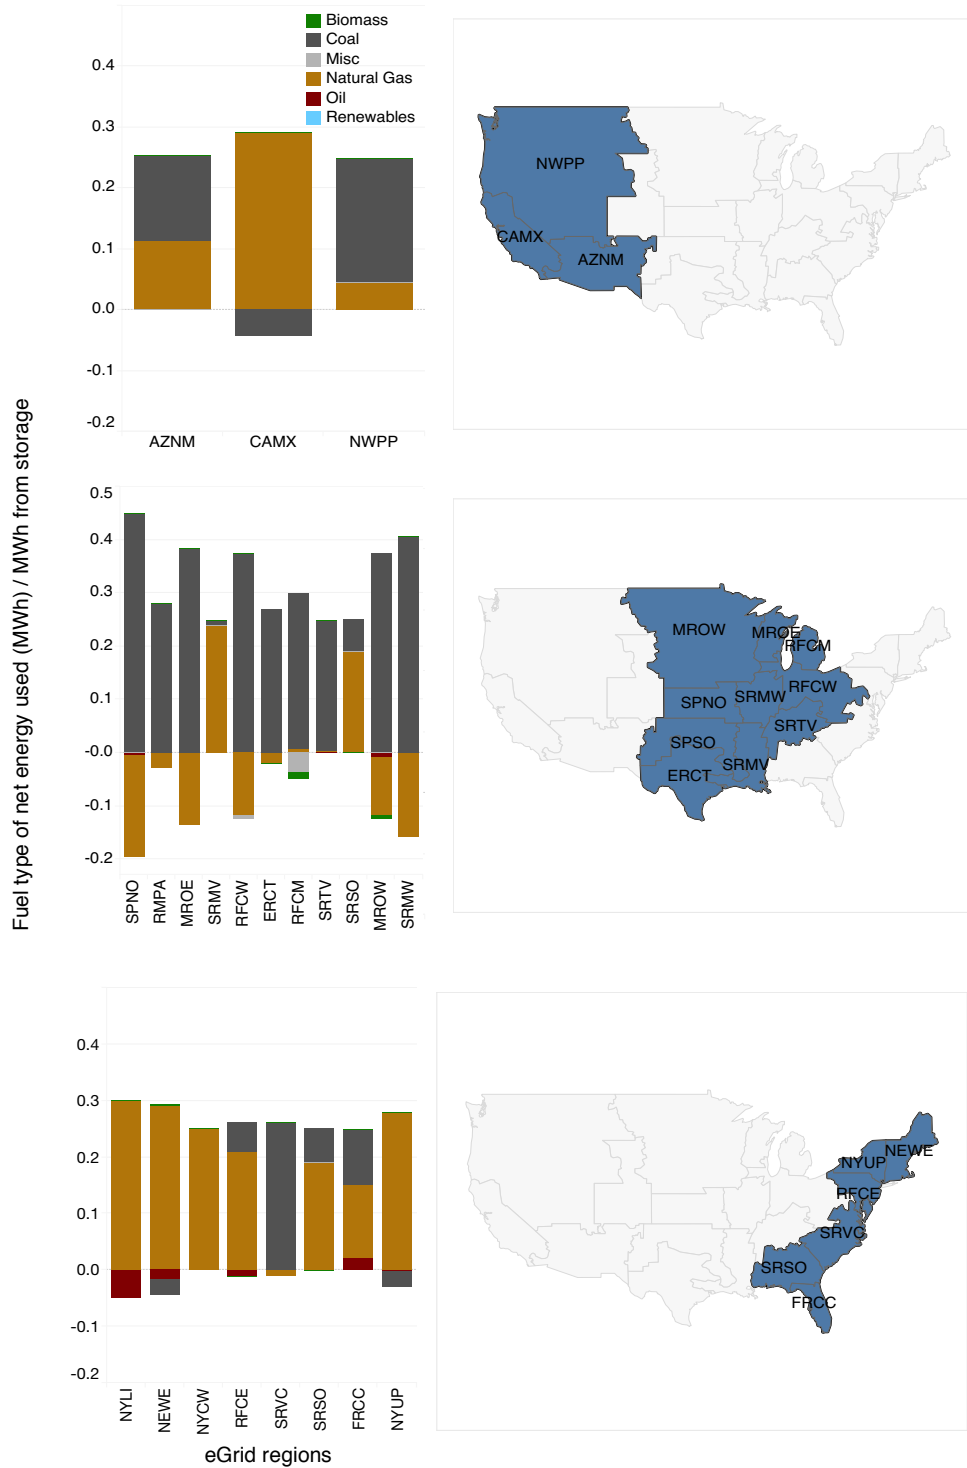 Biomass
Coal
Misc
Natural Gas
Oil
Renewables
0.4
0.3
0.2
0.1
0.0
-0.1
-0.2
AZNM CAMX NWPP
NWPP
CAMX
AZNM
Fuel type of net energy used (MWh) / MWh from storage
0.5
0.4
0.3
0.2
0.1
-0.0
-0.1
-0.2
SPNO RMPA MROE SRMV RFCW ERCT RFCM SRTV SRSO MROW SRMW
MROW
MROE
RFCM
RFCW
SRMW
SPNO
SRTV
SPSO
SRMV
ERCT
0.4
0.3
0.2
0.1
0.0
-0.1
-0.2
NYLI NEWE NYCW RFCE SRVC SRSO FRCC NYUP
eGrid regions
NEWE
NYUP
RFCE
SRVC
SRSO
FRCC